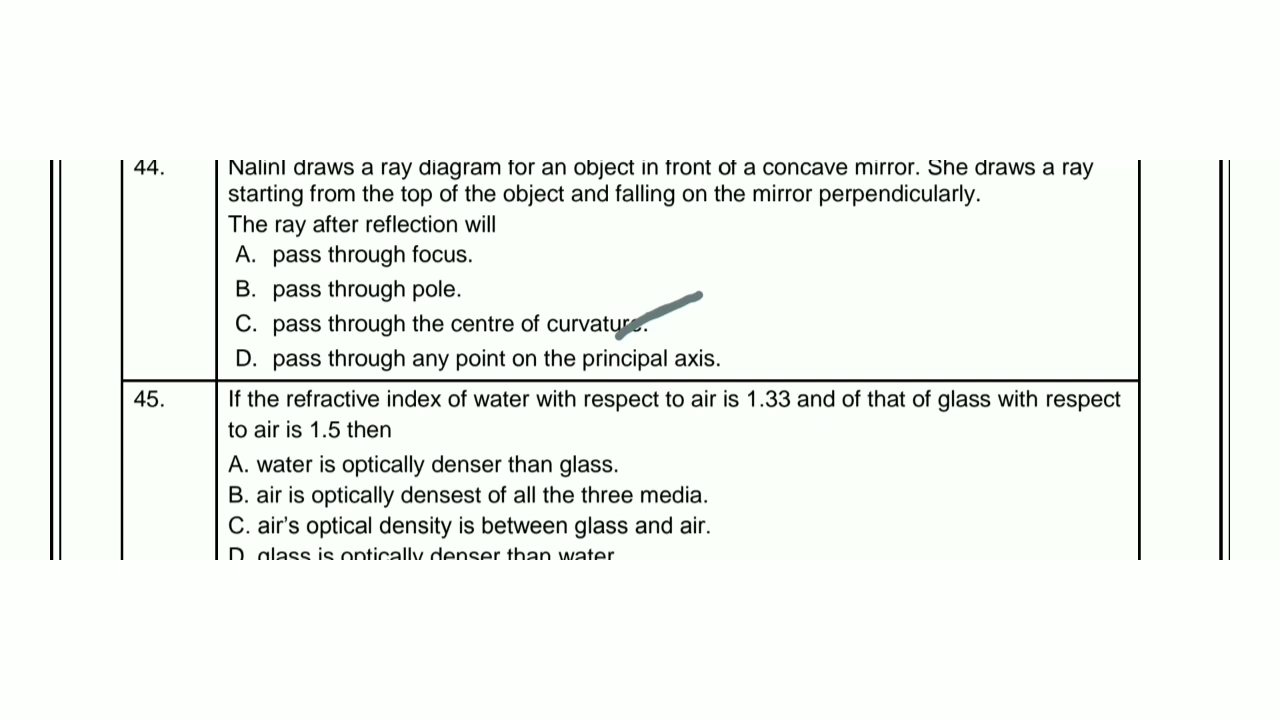 44.
NalinI draws a ray diagram for an object in front of a concave mirror. She draws a ray
starting from the top of the object and falling on the mirror perpendicularly.
The ray after reflection will
A. pass through focus.
B. pass through pole.
C. pass through the centre of curvature.
D. pass through any point on the principal axis.
45.
If the refractive index of water with respect to air is 1.33 and of that of glass with respect
to air is 1.5 then
A. water is optically denser than glass.
B. air is optically densest of all the three media.
C. air’s optical density is between glass and air.
D. glass is optically denser than water